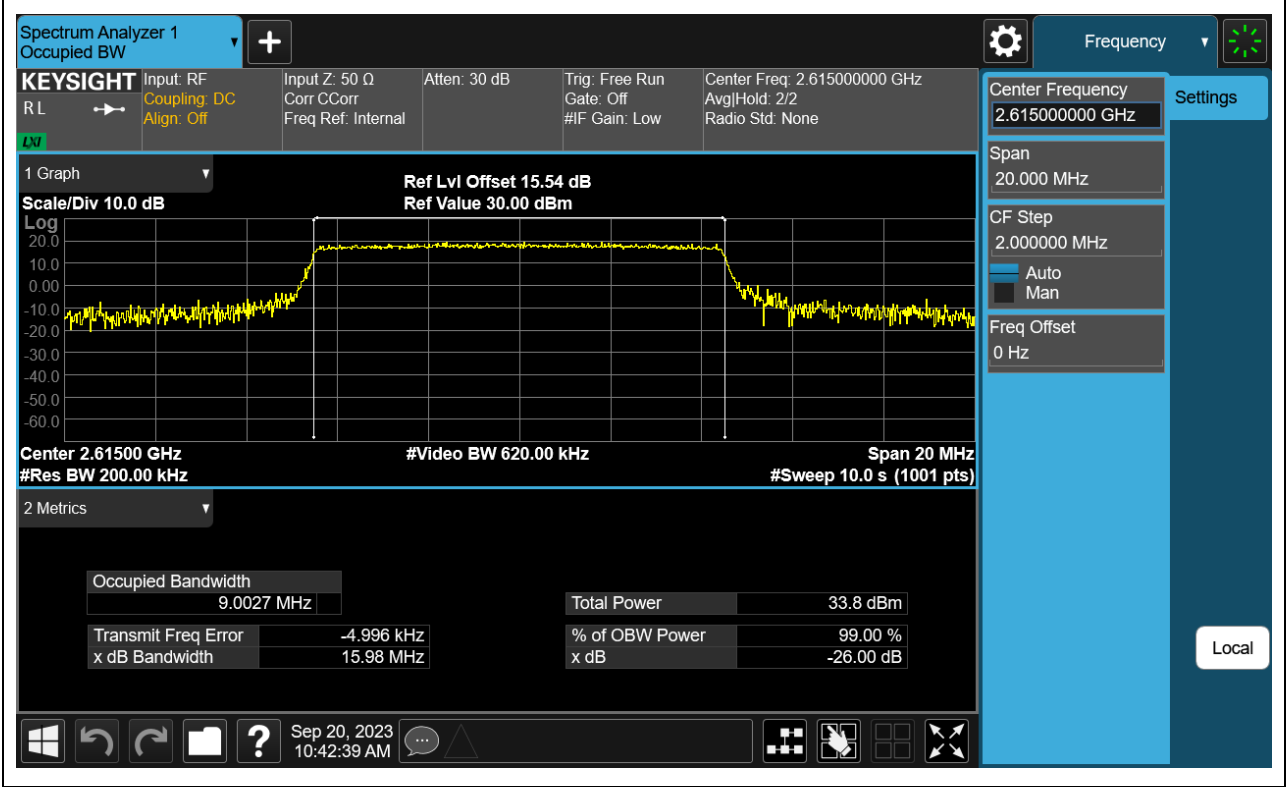 Spectrum Analyzer 1
Occupied BW
+
Frequency
KEYSIGHT
R L
LXI
Input: RF
Coupling: DC
Align: Off
Input Z: 50 Ω
Corr CCorr
Freq Ref: Internal
Atten: 30 dB
Trig: Free Run
Gate: Off
#IF Gain: Low
Center Freq: 2.615000000 GHz
Avg|Hold: 2/2
Radio Std: None
Center Frequency
2.615000000 GHz
Settings
Span
20.000 MHz
CF Step
2.000000 MHz
Auto
Man
Freq Offset
0 Hz
Local
1 Graph
Scale/Div 10.0 dB
Ref Lvl Offset 15.54 dB
Ref Value 30.00 dBm
Log
20.0
10.0
0.00
-10.0
-20.0
-30.0
-40.0
-50.0
-60.0
Center 2.61500 GHz
#Video BW 620.00 kHz
Span 20 MHz
#Res BW 200.00 kHz
#Sweep 10.0 s (1001 pts)
2 Metrics
Occupied Bandwidth
9.0027 MHz
Total Power 33.8 dBm
Transmit Freq Error -4.996 kHz
% of OBW Power 99.00 %
x dB Bandwidth 15.98 MHz
x dB -26.00 dB
?
Sep 20, 2023
10:42:39 AM